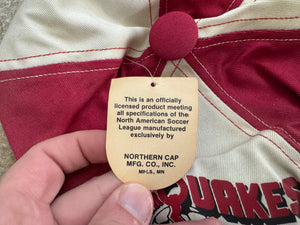 This is an officially
licensed product meeting
all specifications of the
North American Soccer
League manufactured
exclusively by
NORTHERN CAP
MFG. CO., INC.
MPLS., MN
QUAKES